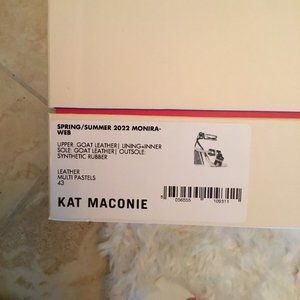 SPRING/SUMMER 2022 MONIRA-
WEB
UPPER: GOAT LEATHER| LINING+INNER
SOLE: GOAT LEATHER| OUTSOLE:
SYNTHETIC RUBBER
LEATHER
MULTI PASTELS
43
KAT MACONIE